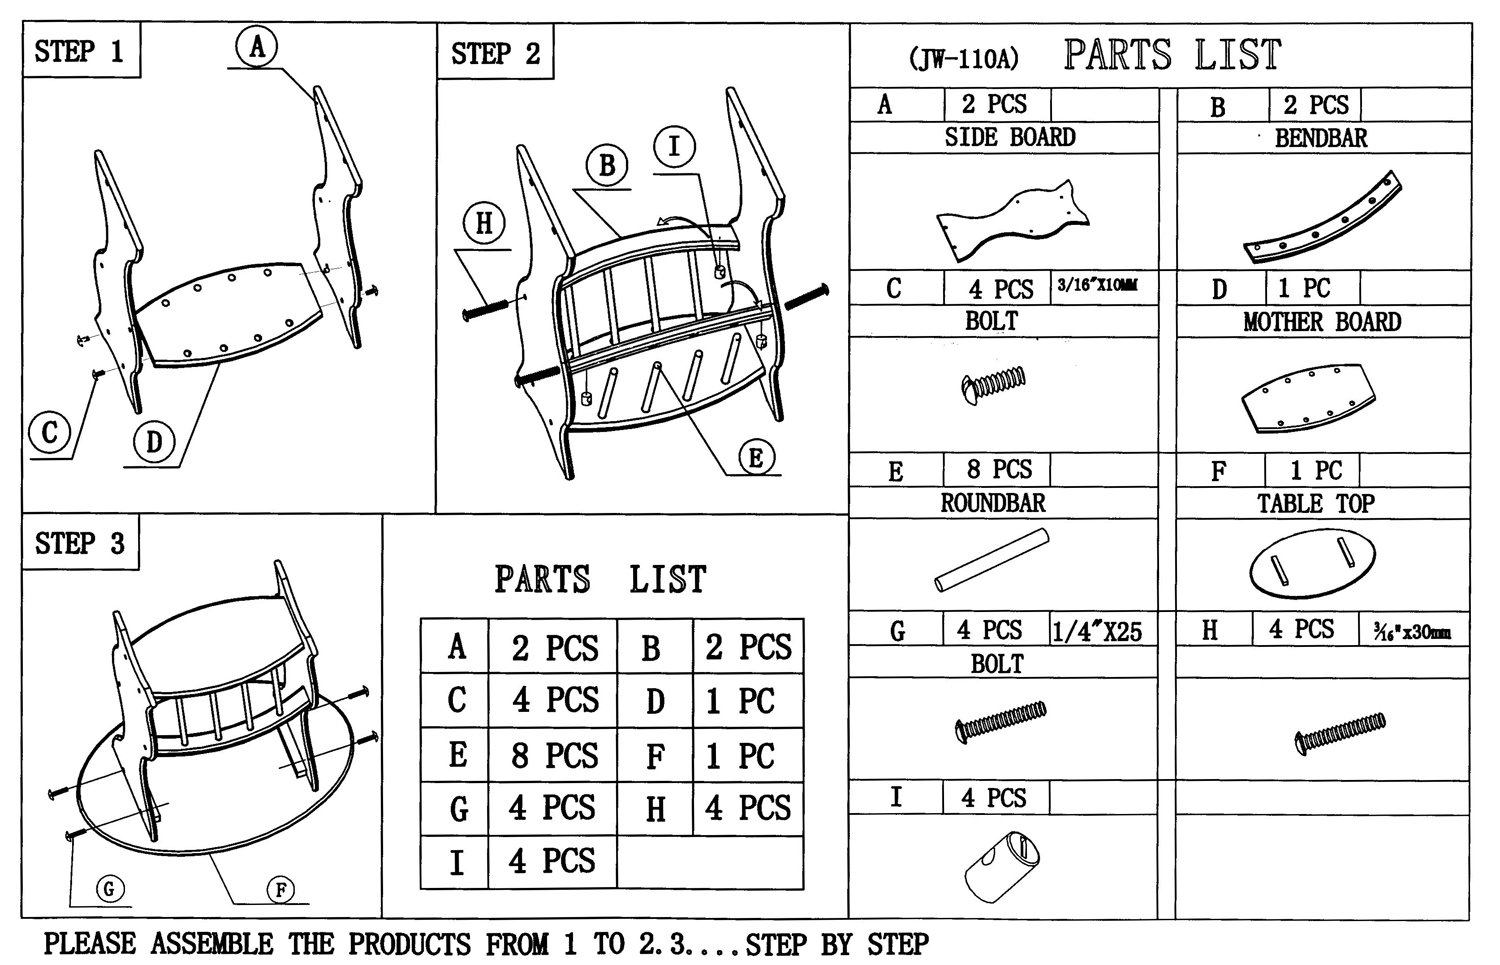 STEP 1
A
C
D
STEP 2
I
B
H
E
STEP 3
G
F
PARTS LIST
A 2 PCS B 2 PCS
C 4 PCS D 1 PC
E 8 PCS F 1 PC
G 4 PCS H 4 PCS
I 4 PCS
(JW-110A) PARTS LIST
A 2 PCS B 2 PCS
SIDE BOARD BENDBAR
C 4 PCS 3/16"X10MM D 1 PC
BOLT MOTHER BOARD
E 8 PCS F 1 PC
ROUNDBAR TABLE TOP
G 4 PCS 1/4"X25 H 4 PCS 3/16"x30mm
BOLT
I 4 PCS
PLEASE ASSEMBLE THE PRODUCTS FROM 1 TO 2.3....STEP BY STEP